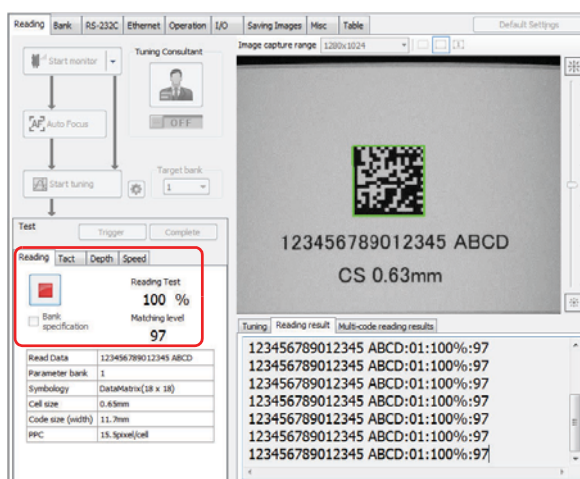 Reading Bank RS-232C Ethernet Operation I/O Saving Images Misc Table Default Settings
Start monitor
Tuning Consultant
OFF
AF Auto Focus
Start tuning
Target bank
1
Test
Trigger Complete
Reading Tact Depth Speed
Reading Test
100 %
Bank specification
Matching level
97
Read Data 123456789012345 ABCD
Parameter bank 1
Symbology DataMatrix(18 x 18)
Cell size 0.65mm
Code size (width) 11.7mm
PPC 15.5pixel/cell
Image capture range 1280x1024
123456789012345 ABCD
CS 0.63mm
Tuning Reading result Multi-code reading results
123456789012345 ABCD:01:100%:97
123456789012345 ABCD:01:100%:97
123456789012345 ABCD:01:100%:97
123456789012345 ABCD:01:100%:97
123456789012345 ABCD:01:100%:97
123456789012345 ABCD:01:100%:97
123456789012345 ABCD:01:100%:97